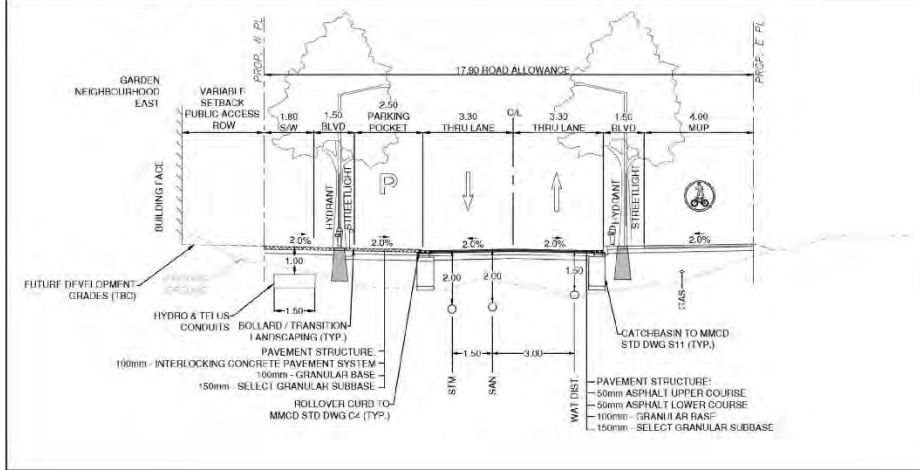 PROP. W PL
PROP. E PL
17.90 ROAD ALLOWANCE
GARDEN
NEIGHBOURHOOD
EAST
VARIABLE
SETBACK
PUBLIC ACCESS
ROW
1.80
S/W
1.50
BLVD
2.50
PARKING
POCKET
3.30
THRU LANE
C/L
3.30
THRU LANE
1.50
BLVD
4.00
MUP
BUILDING FACE
HYDRANT
STREETLIGHT
P
HYDRANT
STREETLIGHT
2.0%
2.0%
2.0%
2.0%
2.0%
1.00
2.00
2.00
1.50
FUTURE DEVELOPMENT
GRADES (TBC)
1.50
HYDRO & TELUS
CONDUITS
BOLLARD / TRANSITION
LANDSCAPING (TYP.)
GAS
CATCHBASIN TO MMCD
STD DWG S11 (TYP.)
PAVEMENT STRUCTURE:
100mm - INTERLOCKING CONCRETE PAVEMENT SYSTEM
100mm - GRANULAR BASE
150mm - SELECT GRANULAR SUBBASE
ROLLOVER CURB TO
MMCD STD DWG C4 (TYP.)
1.50
3.00
STM
SAN
WAT DIST.
PAVEMENT STRUCTURE:
50mm ASPHALT UPPER COURSE
50mm ASPHALT LOWER COURSE
100mm - GRANULAR BASE
150mm - SELECT GRANULAR SUBBASE